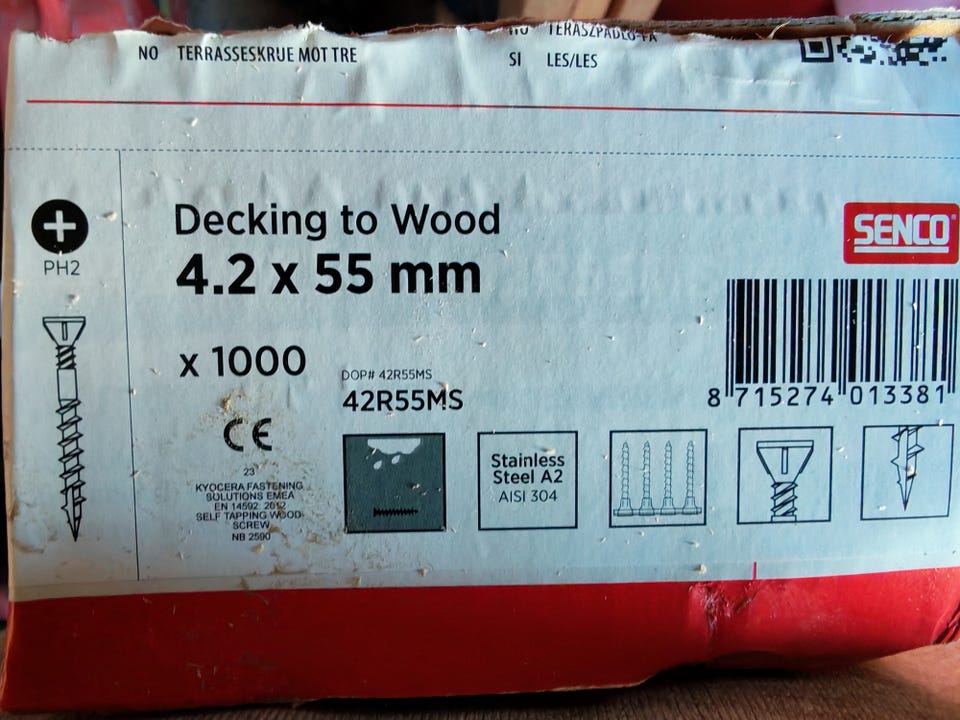 NO TERRASSESKRUE MOT TRE
SI LES/LES
PH2
Decking to Wood
4.2 x 55 mm
SENCO®
x 1000
DOP# 42R55MS
42R55MS
8 715274 013381
CE
23
KYOCERA FASTENING
SOLUTIONS EMEA
EN 14592: 2012
SELF TAPPING WOOD-
SCREW
NB 2590
Stainless
Steel A2
AISI 304